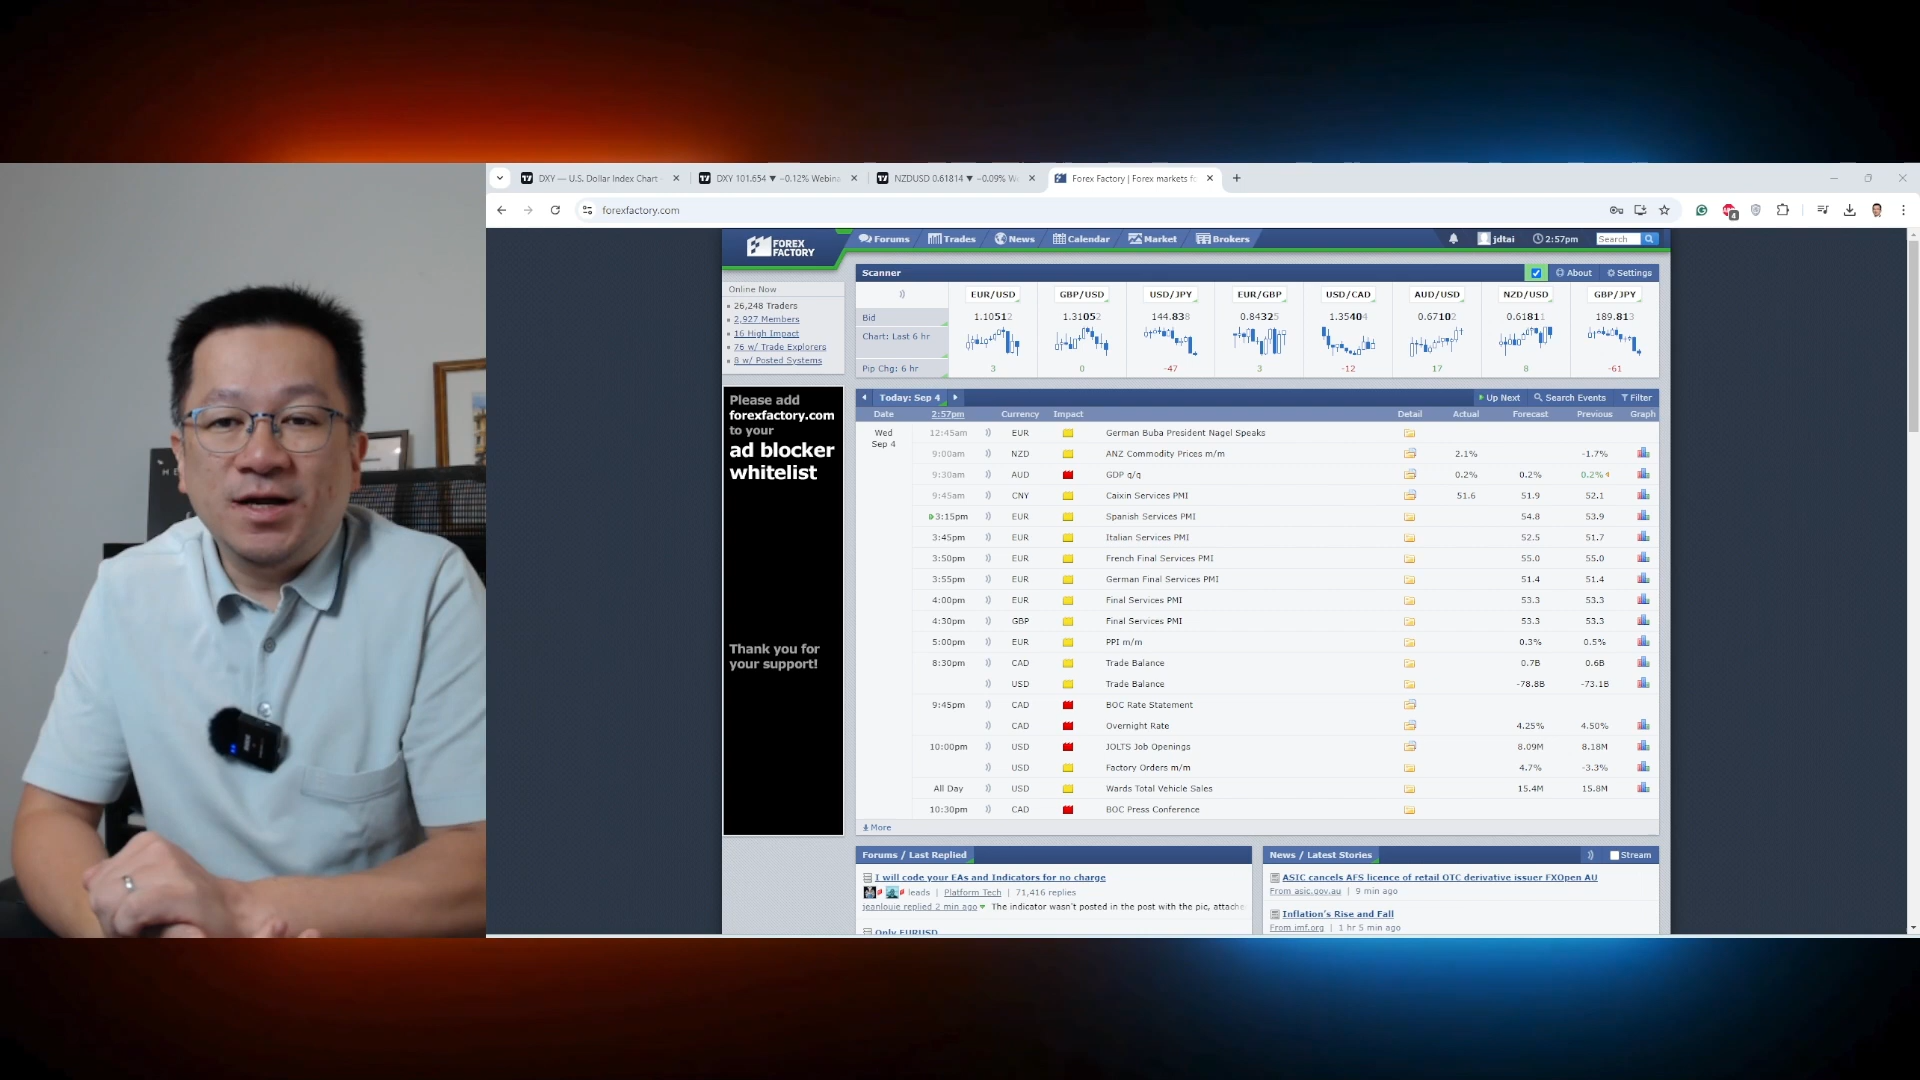 DXY — U.S. Dollar Index Chart -
DXY 101.654 ▼ −0.12% Webina
NZDUSD 0.61814 ▼ −0.09% W
Forex Factory | Forex markets fo
forexfactory.com
4
FOREX FACTORY
Forums
Trades
News
Calendar
Market
Brokers
jdtai
2:57pm
Search
Online Now
26,248 Traders
2,927 Members
16 High Impact
76 w/ Trade Explorers
8 w/ Posted Systems
Please add
forexfactory.com
to your
ad blocker
whitelist
Thank you for
your support!
Scanner
About
Settings
EUR/USD GBP/USD USD/JPY EUR/GBP USD/CAD AUD/USD NZD/USD GBP/JPY
Bid 1.10512 1.31052 144.838 0.84325 1.35404 0.67102 0.61811 189.813
Chart: Last 6 hr
Pip Chg: 6 hr 3 0 -47 3 -12 17 8 -61
Today: Sep 4
Up Next
Search Events
Filter
Date 2:57pm Currency Impact Detail Actual Forecast Previous Graph
Wed
Sep 4
12:45am EUR German Buba President Nagel Speaks
9:00am NZD ANZ Commodity Prices m/m 2.1% -1.7%
9:30am AUD GDP q/q 0.2% 0.2% 0.2%
9:45am CNY Caixin Services PMI 51.6 51.9 52.1
3:15pm EUR Spanish Services PMI 54.8 53.9
3:45pm EUR Italian Services PMI 52.5 51.7
3:50pm EUR French Final Services PMI 55.0 55.0
3:55pm EUR German Final Services PMI 51.4 51.4
4:00pm EUR Final Services PMI 53.3 53.3
4:30pm GBP Final Services PMI 53.3 53.3
5:00pm EUR PPI m/m 0.3% 0.5%
8:30pm CAD Trade Balance 0.7B 0.6B
USD Trade Balance -78.8B -73.1B
9:45pm CAD BOC Rate Statement
CAD Overnight Rate 4.25% 4.50%
10:00pm USD JOLTS Job Openings 8.09M 8.18M
USD Factory Orders m/m 4.7% -3.3%
All Day USD Wards Total Vehicle Sales 15.4M 15.8M
10:30pm CAD BOC Press Conference
More
Forums / Last Replied
I will code your EAs and Indicators for no charge
leads | Platform Tech | 71,416 replies
jeanlouie replied 2 min ago The indicator wasn't posted in the post with the pic, attache
Only EURUSD
News / Latest Stories
Stream
ASIC cancels AFS licence of retail OTC derivative issuer FXOpen AU
From asic.gov.au | 9 min ago
Inflation's Rise and Fall
From imf.org | 1 hr 5 min ago